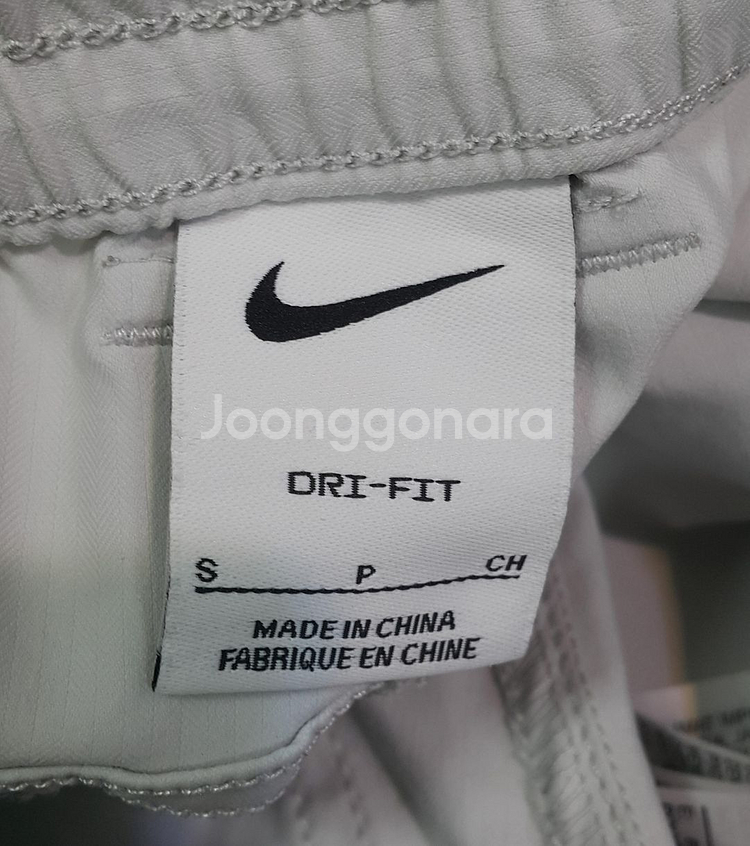 Joonggonara
DRI-FIT
S P CH
MADE IN CHINA
FABRIQUE EN CHINE